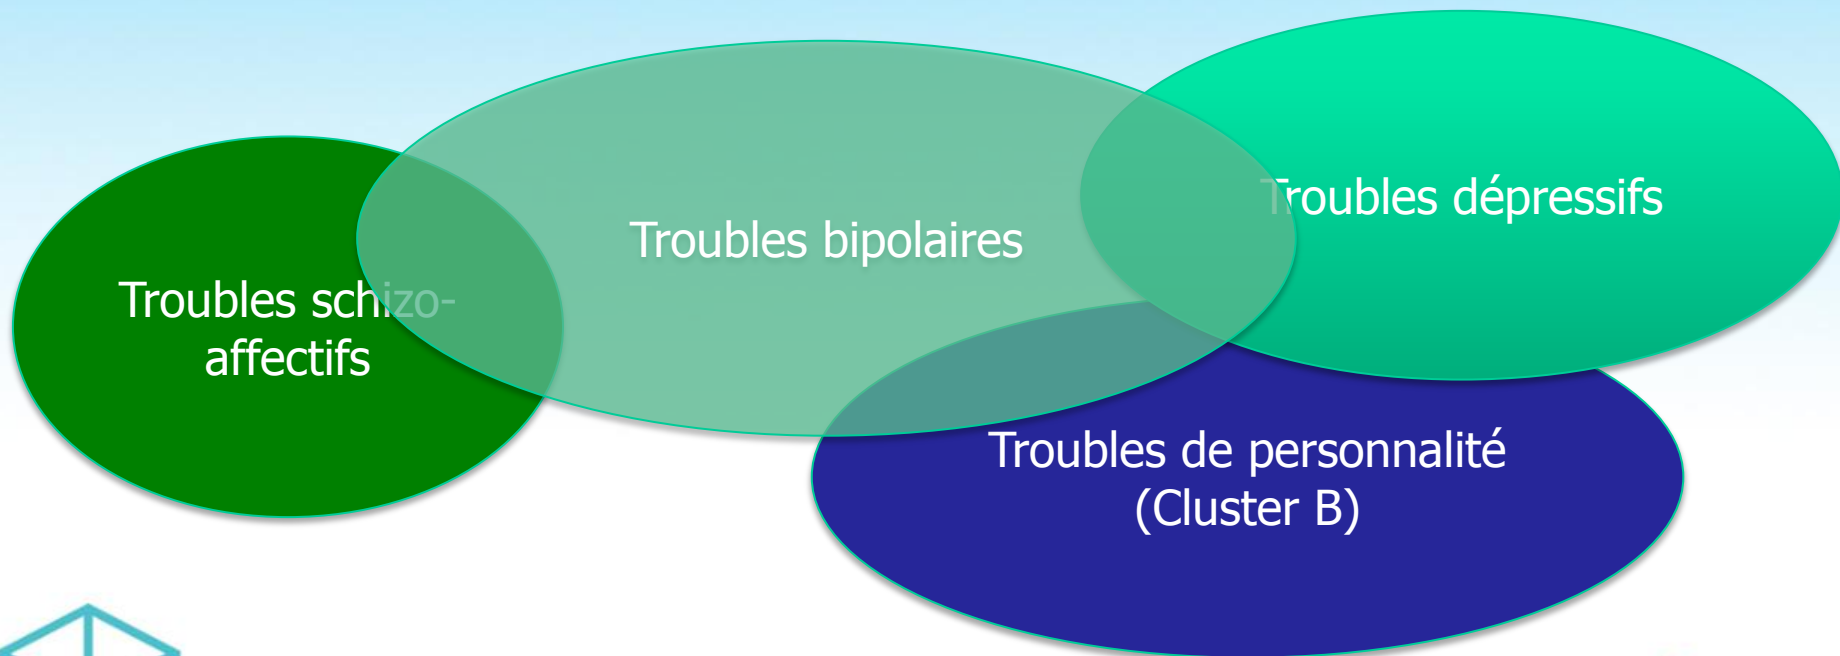 Troubles bipolaires
Troubles dépressifs
Troubles schizo-
affectifs
Troubles de personnalité
(Cluster B)